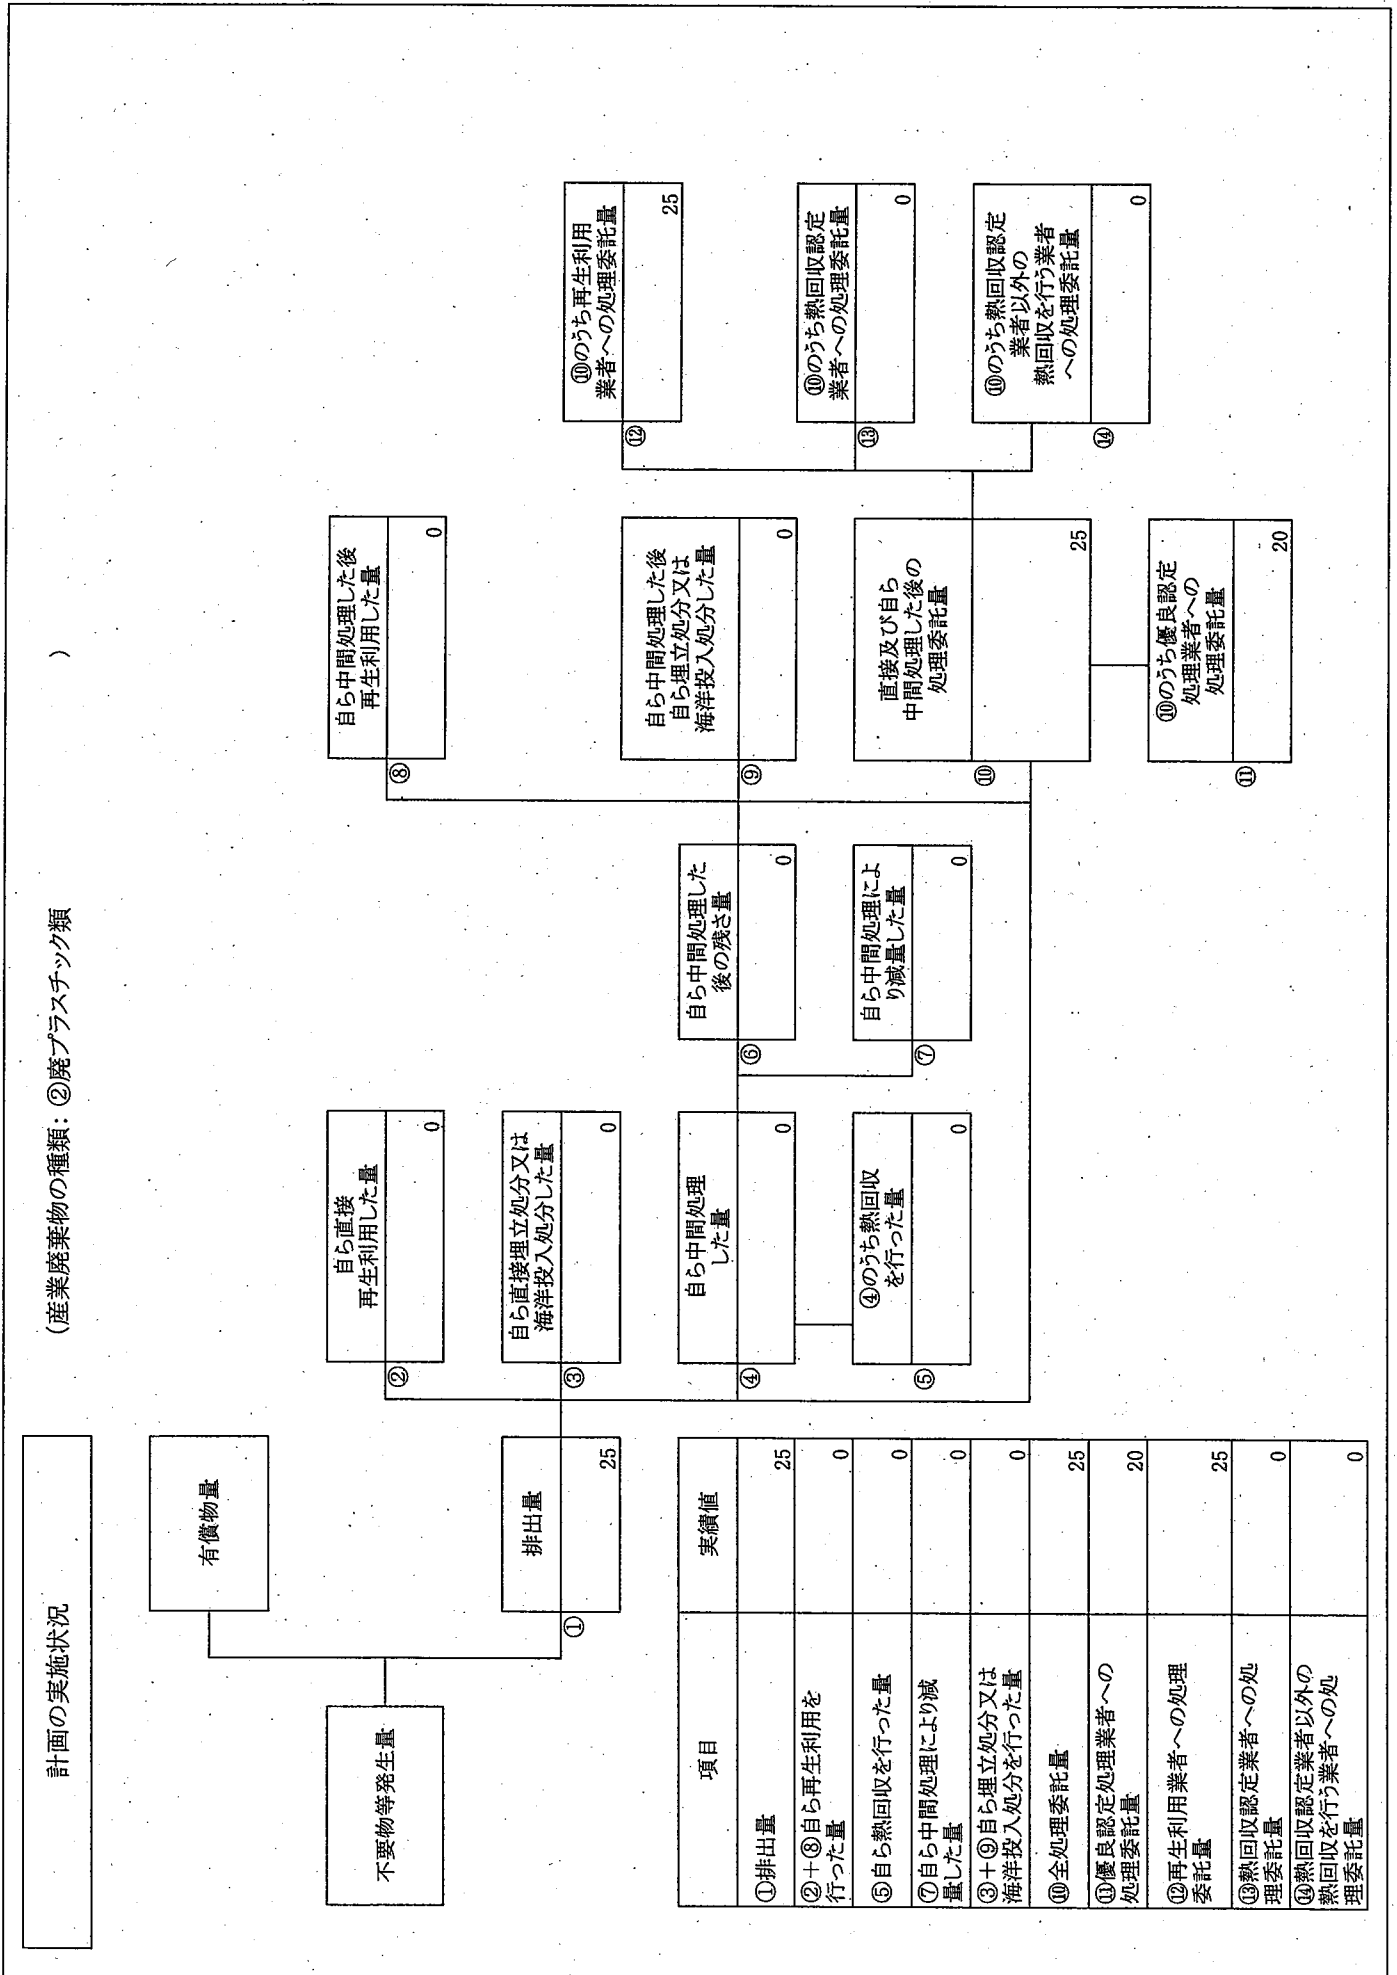 計画の実施状況
(産業廃棄物の種類：②廃プラスチック類 )
不要物等発生量
有償物量
①
排出量
25
②
自ら直接
再生利用した量
0
③
自ら直接埋立処分又は
海洋投入処分した量
0
④
自ら中間処理
した量
0
⑤
④のうち熱回収
を行った量
0
⑥
自ら中間処理した
後の残さ量
0
⑦
自ら中間処理によ
り減量した量
0
⑧
自ら中間処理した後
再生利用した量
0
⑨
自ら中間処理した後
自ら埋立処分又は
海洋投入処分した量
0
⑩
直接及び自ら
中間処理した後の
処理委託量
25
⑪
⑩のうち優良認定
処理業者への
処理委託量
20
⑫
⑩のうち再生利用
業者への処理委託量
25
⑬
⑩のうち熱回収認定
業者への処理委託量
0
⑭
⑩のうち熱回収認定
業者以外の
熱回収を行う業者
への処理委託量
0
項目 実績値
①排出量 25
②＋⑧自ら再生利用を
行った量 0
⑤自ら熱回収を行った量 0
⑦自ら中間処理により減
量した量 0
③＋⑨自ら埋立処分又は
海洋投入処分を行った量 0
⑩全処理委託量 25
⑪優良認定処理業者への
処理委託量 20
⑫再生利用業者への処理
委託量 25
⑬熱回収認定業者への処
理委託量 0
⑭熱回収認定業者以外の
熱回収を行う業者への処
理委託量 0